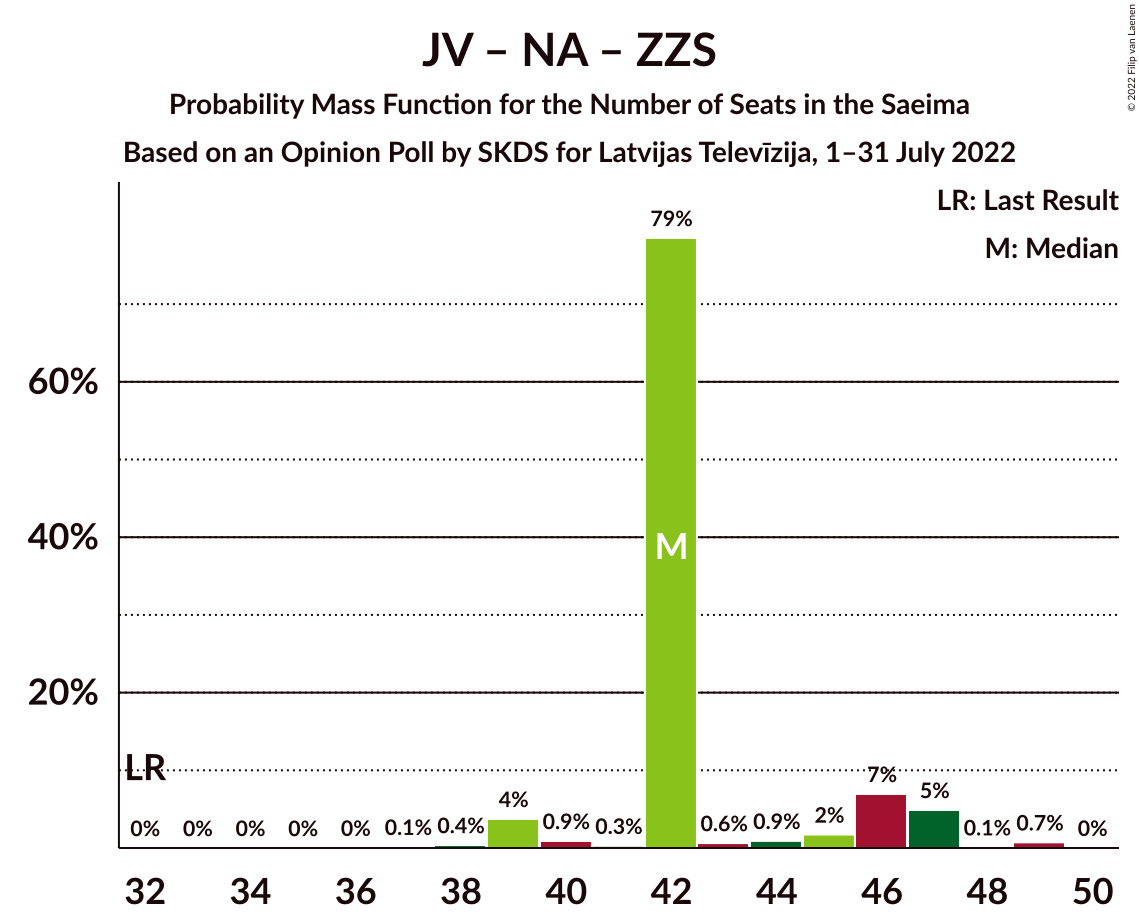 JV – NA – ZZS
Probability Mass Function for the Number of Seats in the Saeima
Based on an Opinion Poll by SKDS for Latvijas Televīzija, 1–31 July 2022
© 2022 Filip van Laenen
LR: Last Result
M: Median
79%
60%
40%
M
20%
LR
0% 0% 0% 0% 0% 0.1% 0.4% 4% 0.9% 0.3% 0.6% 0.9% 2% 7% 5% 0.1% 0.7% 0%
32 34 36 38 40 42 44 46 48 50